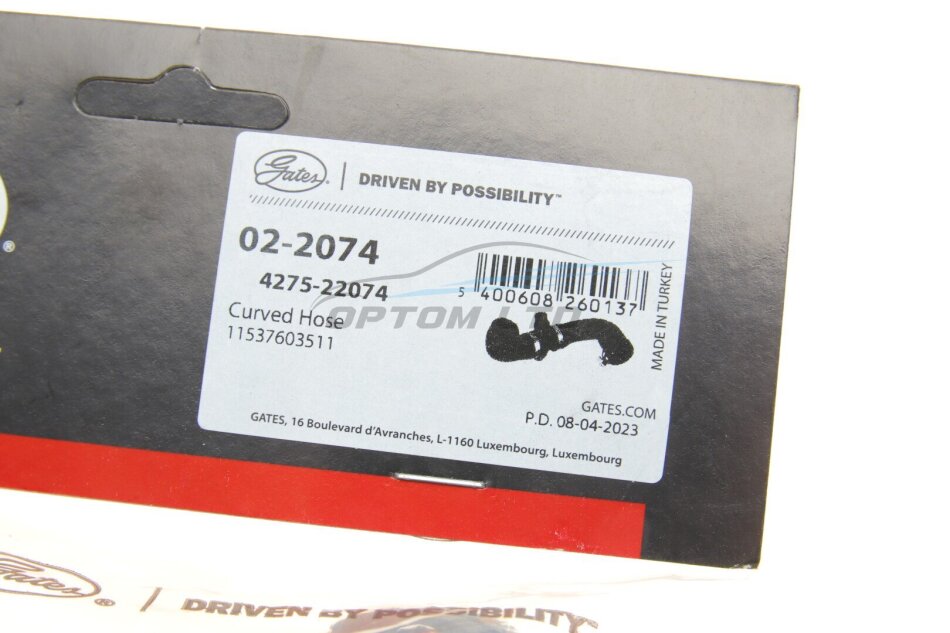 Gates® | DRIVEN BY POSSIBILITY™
02-2074
4275-22074
Curved Hose
11537603511
5 400608 260137
MADE IN TURKEY
OPTOM LTD
GATES.COM
P.D. 08-04-2023
GATES, 16 Boulevard d'Avranches, L-1160 Luxembourg, Luxembourg
®
Gates® | DRIVEN BY POSSIBILITY™